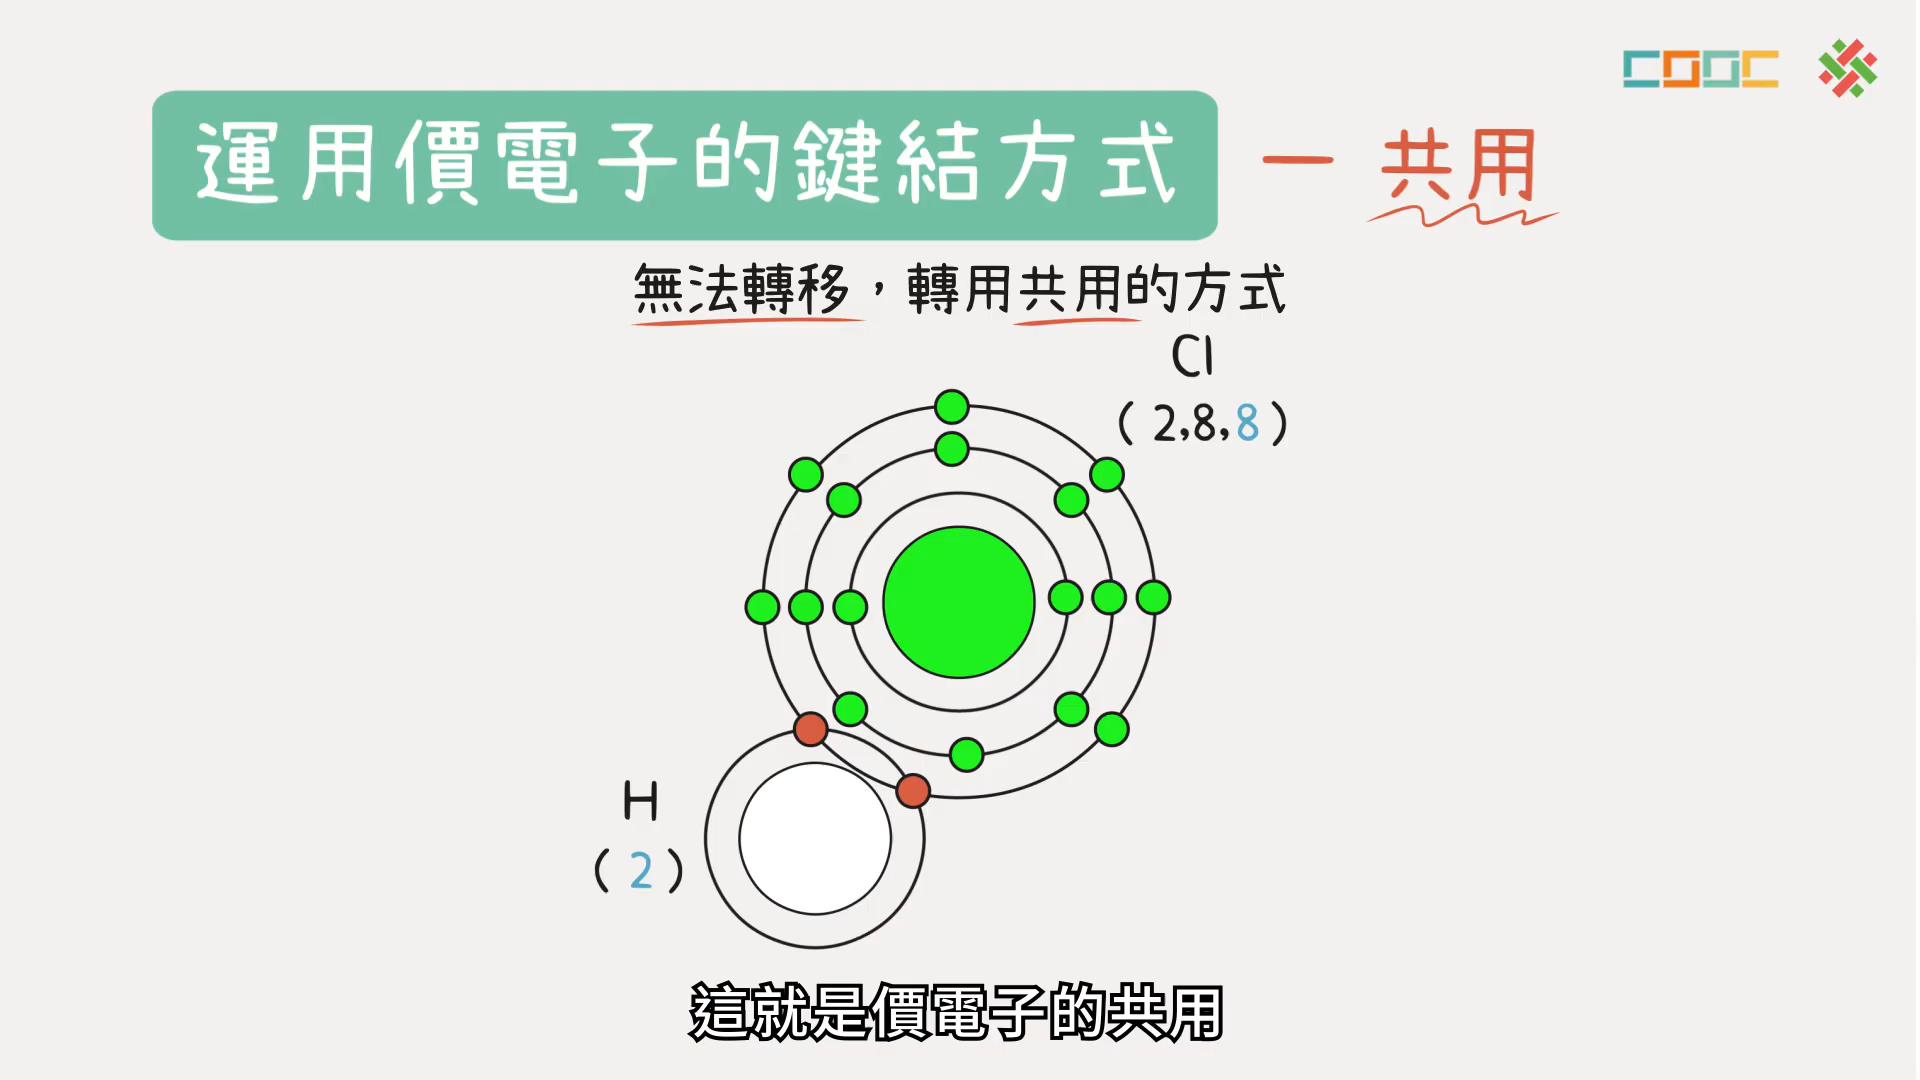 COOC
運用價電子的鍵結方式 — 共用
無法轉移，轉用共用的方式
Cl
( 2,8,8 )
H
( 2 )
這就是價電子的共用